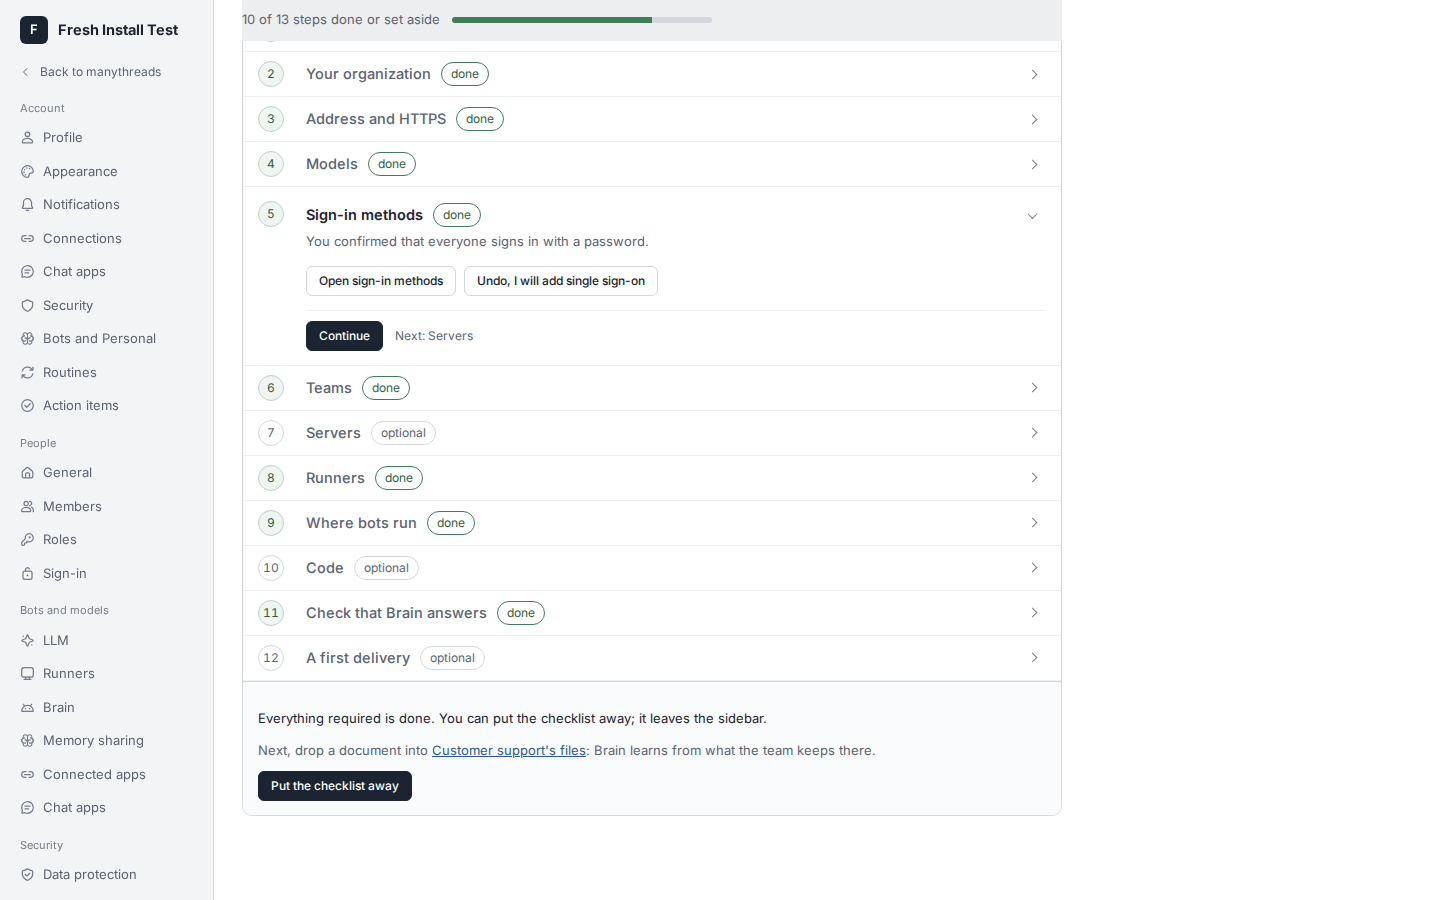 F Fresh Install Test
Back to manythreads
Account
Profile
Appearance
Notifications
Connections
Chat apps
Security
Bots and Personal
Routines
Action items
People
General
Members
Roles
Sign-in
Bots and models
LLM
Runners
Brain
Memory sharing
Connected apps
Chat apps
Security
Data protection
10 of 13 steps done or set aside
2 Your organization done
3 Address and HTTPS done
4 Models done
5 Sign-in methods done
You confirmed that everyone signs in with a password.
Open sign-in methods Undo, I will add single sign-on
Continue Next: Servers
6 Teams done
7 Servers optional
8 Runners done
9 Where bots run done
10 Code optional
11 Check that Brain answers done
12 A first delivery optional
Everything required is done. You can put the checklist away; it leaves the sidebar.
Next, drop a document into Customer support's files: Brain learns from what the team keeps there.
Put the checklist away